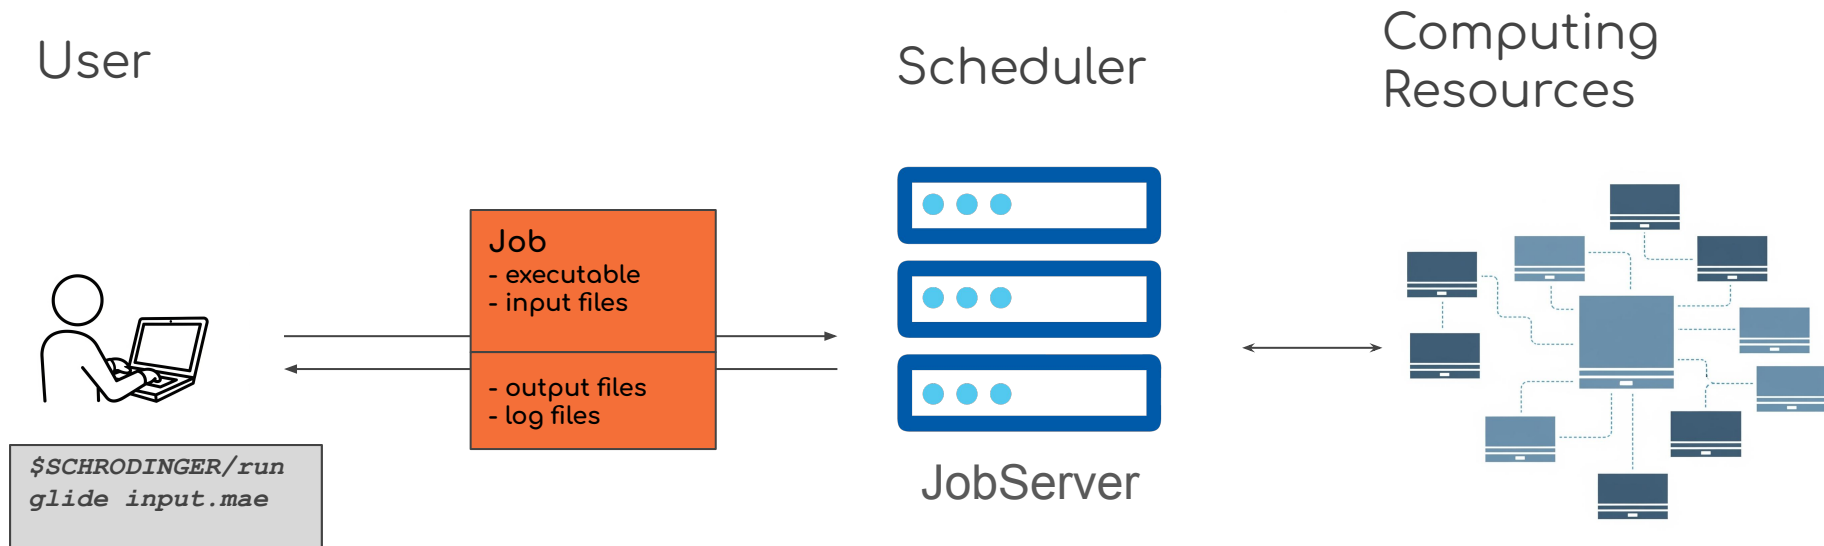 User
Scheduler
Computing
Resources
Job
- executable
- input files
- output files
- log files
$SCHRODINGER/run
glide input.mae
JobServer